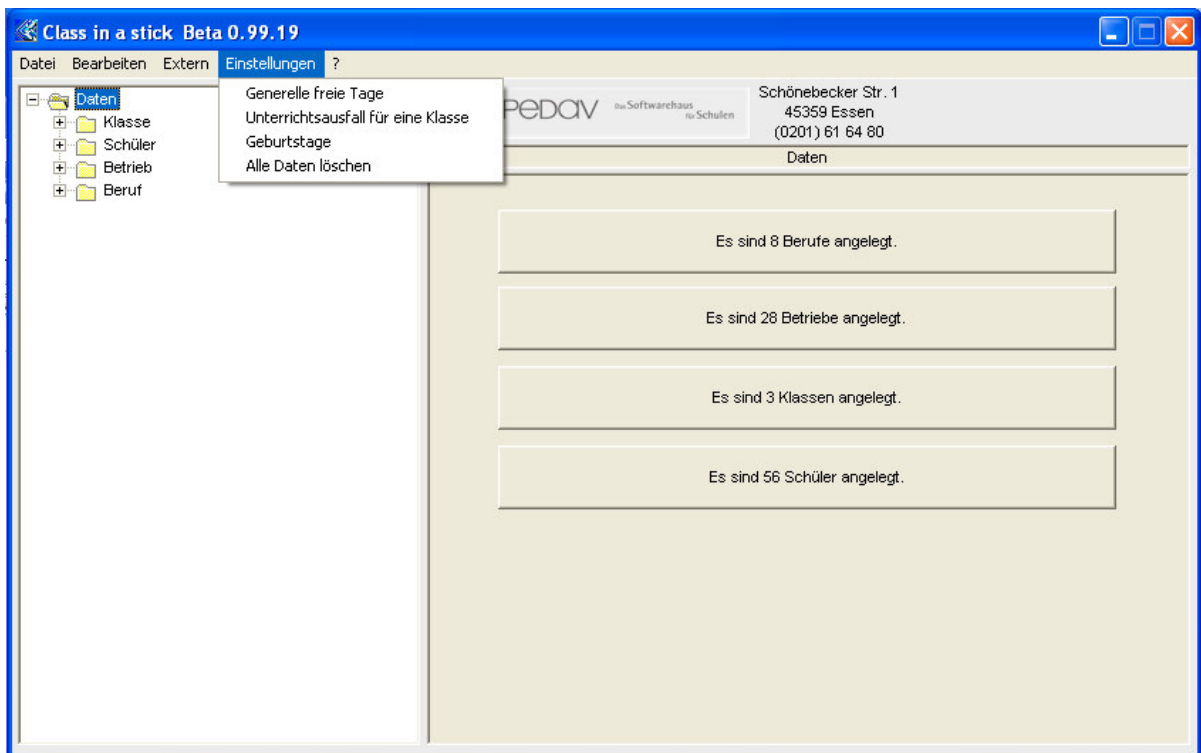 Class in a stick Beta 0.99.19
Datei Bearbeiten Extern Einstellungen ?
Generelle freie Tage
Unterrichtsausfall für eine Klasse
Geburtstage
Alle Daten löschen
Daten
Klasse
Schüler
Betrieb
Beruf
PEDAV Das Softwarehaus
für Schulen
Schönebecker Str. 1
45359 Essen
(0201) 61 64 80
Daten
Es sind 8 Berufe angelegt.
Es sind 28 Betriebe angelegt.
Es sind 3 Klassen angelegt.
Es sind 56 Schüler angelegt.